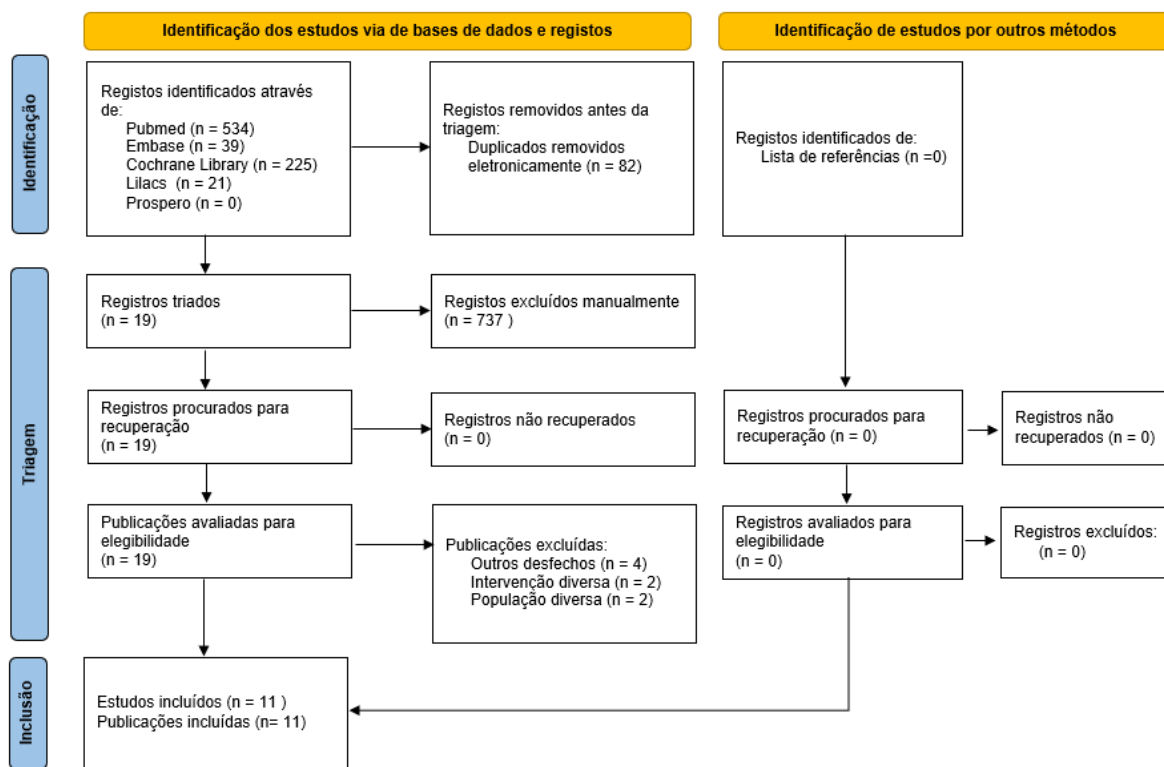 Identificação dos estudos via de bases de dados e registos
Identificação de estudos por outros métodos
Identificação
Registos identificados através
de:
Pubmed (n = 534)
Embase (n = 39)
Cochrane Library (n = 225)
Lilacs (n = 21)
Prospero (n = 0)
Registos removidos antes da
triagem:
Duplicados removidos
eletronicamente (n = 82)
Registos identificados de:
Lista de referências (n =0)
Triagem
Registros triados
(n = 19)
Registos excluídos manualmente
(n = 737 )
Registros procurados para
recuperação
(n = 19)
Registros não recuperados
(n = 0)
Registros procurados para
recuperação (n = 0)
Registros não
recuperados (n = 0)
Publicações avaliadas para
elegibilidade
(n = 19)
Publicações excluídas:
Outros desfechos (n = 4)
Intervenção diversa (n = 2)
População diversa (n = 2)
Registros avaliados para
elegibilidade
(n = 0)
Registros excluídos:
(n = 0)
Inclusão
Estudos incluídos (n = 11 )
Publicações incluídas (n= 11)